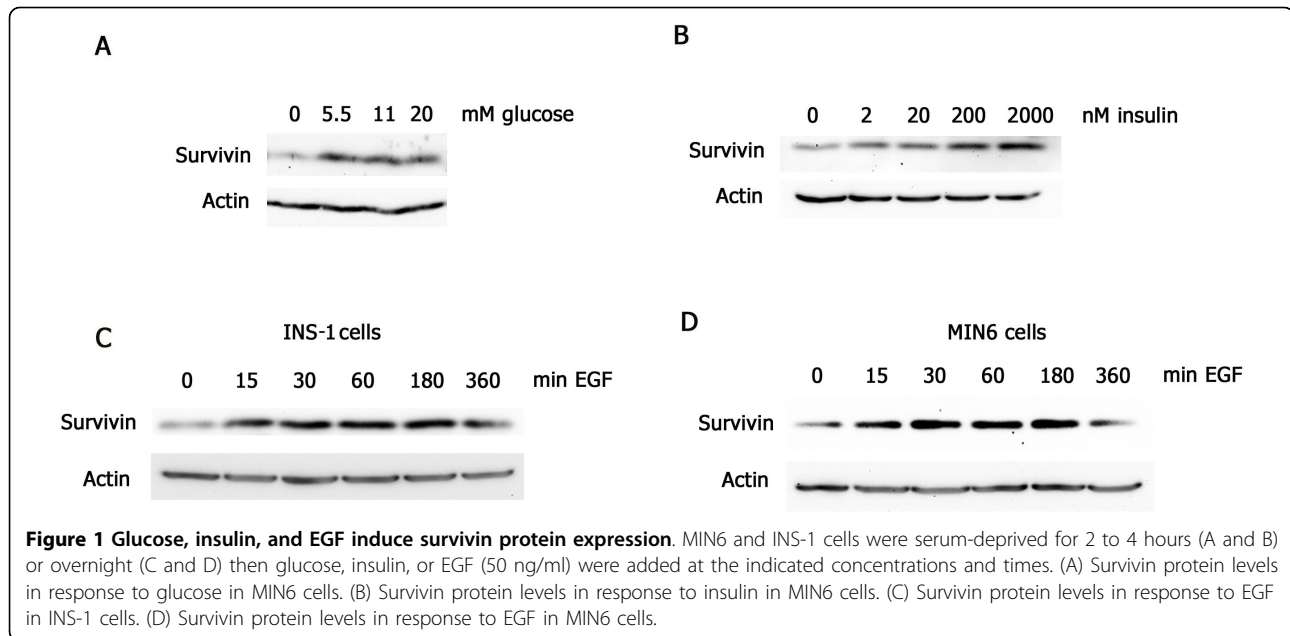 A
0 5.5 11 20 mM glucose
Survivin
Actin
B
0 2 20 200 2000 nM insulin
Survivin
Actin
C
INS-1 cells
0 15 30 60 180 360 min EGF
Survivin
Actin
D
MIN6 cells
0 15 30 60 180 360 min EGF
Survivin
Actin
Figure 1 Glucose, insulin, and EGF induce survivin protein expression. MIN6 and INS-1 cells were serum-deprived for 2 to 4 hours (A and B)
or overnight (C and D) then glucose, insulin, or EGF (50 ng/ml) were added at the indicated concentrations and times. (A) Survivin protein levels
in response to glucose in MIN6 cells. (B) Survivin protein levels in response to insulin in MIN6 cells. (C) Survivin protein levels in response to EGF
in INS-1 cells. (D) Survivin protein levels in response to EGF in MIN6 cells.